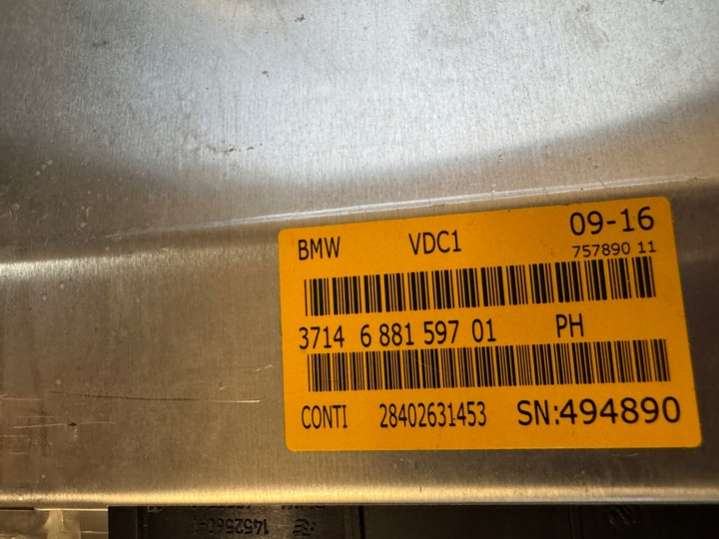 BMW VDC1 09-16
757890 11
3714 6 881 597 01 PH
CONTI 28402631453 SN:494890